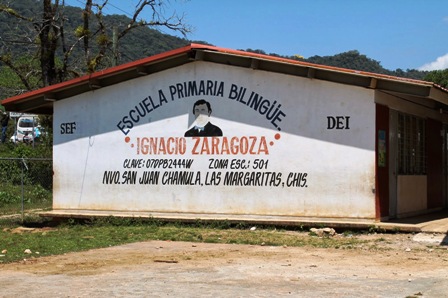 ESCUELA PRIMARIA BILINGÜE
SEF
DEI
IGNACIO ZARAGOZA
CLAVE: 07DPB2444W ZONA ESC.: 501
NVO. SAN JUAN CHAMULA, LAS MARGARITAS, CHIS.